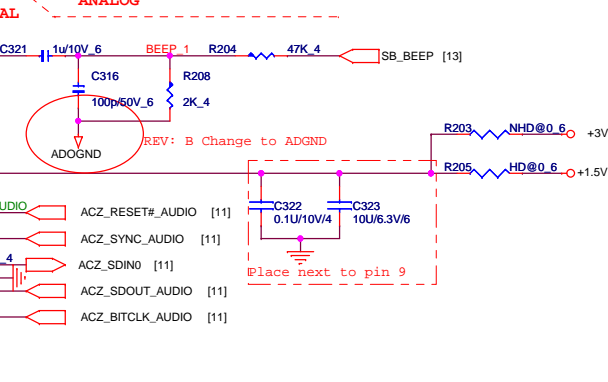 ANALOG
AL
C321 1u/10V_6 BEEP_1 R204 47K_4 SB_BEEP [13]
C316 R208
100p/50V_6 2K_4
REV: B Change to ADGND
ADOGND
R203 NHD@0_6 +3V
R205 HD@0_6 +1.5V
UDIO
ACZ_RESET#_AUDIO [11]
C322 C323
0.1U/10V/4 10U/6.3V/6
ACZ_SYNC_AUDIO [11]
_4
ACZ_SDIN0 [11]
Place next to pin 9
ACZ_SDOUT_AUDIO [11]
ACZ_BITCLK_AUDIO [11]